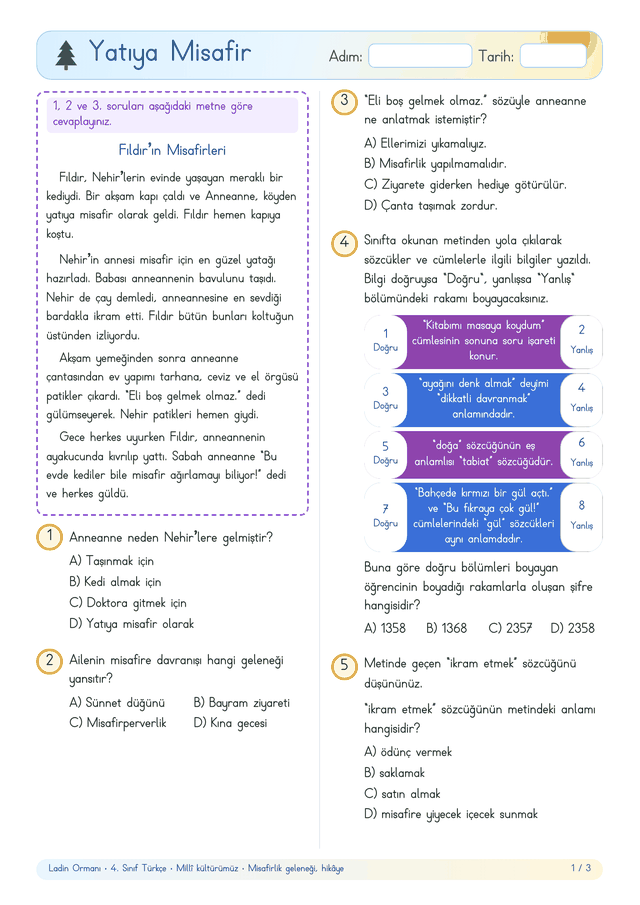 Yatıya Misafir
Adım:
Tarih:
1, 2 ve 3. soruları aşağıdaki metne göre
cevaplayınız.
Fıldır'ın Misafirleri
Fıldır, Nehir'lerin evinde yaşayan meraklı bir
kediydi. Bir akşam kapı çaldı ve Anneanne, köyden
yatıya misafir olarak geldi. Fıldır hemen kapıya
koştu.
Nehir'in annesi misafir için en güzel yatağı
hazırladı. Babası anneannenin bavulunu taşıdı.
Nehir de çay demledi, anneannesine en sevdiği
bardakla ikram etti. Fıldır bütün bunları koltuğun
üstünden izliyordu.
Akşam yemeğinden sonra anneanne
çantasından ev yapımı tarhana, ceviz ve el örgüsü
patikler çıkardı. "Eli boş gelmek olmaz." dedi
gülümseyerek. Nehir patikleri hemen giydi.
Gece herkes uyurken Fıldır, anneannenin
ayakucunda kıvrılıp yattı. Sabah anneanne "Bu
evde kediler bile misafir ağırlamayı biliyor!" dedi
ve herkes güldü.
1
Anneanne neden Nehir'lere gelmiştir?
A) Taşınmak için
B) Kedi almak için
C) Doktora gitmek için
D) Yatıya misafir olarak
2
Ailenin misafire davranışı hangi geleneği
yansıtır?
A) Sünnet düğünü B) Bayram ziyareti
C) Misafirperverlik D) Kına gecesi
3
"Eli boş gelmek olmaz." sözüyle anneanne
ne anlatmak istemiştir?
A) Ellerimizi yıkamalıyız.
B) Misafirlik yapılmamalıdır.
C) Ziyarete giderken hediye götürülür.
D) Çanta taşımak zordur.
4
Sınıfta okunan metinden yola çıkılarak
sözcükler ve cümlelerle ilgili bilgiler yazıldı.
Bilgi doğruysa "Doğru", yanlışsa "Yanlış"
bölümündeki rakamı boyayacaksınız.
1
Doğru
"Kitabımı masaya koydum"
cümlesinin sonuna soru işareti
konur.
2
Yanlış
3
Doğru
"ayağını denk almak" deyimi
"dikkatli davranmak"
anlamındadır.
4
Yanlış
5
Doğru
"doğa" sözcüğünün eş
anlamlısı "tabiat" sözcüğüdür.
6
Yanlış
7
Doğru
"Bahçede kırmızı bir gül açtı."
ve "Bu fıkraya çok gül!"
cümlelerindeki "gül" sözcükleri
aynı anlamdadır.
8
Yanlış
Buna göre doğru bölümleri boyayan
öğrencinin boyadığı rakamlarla oluşan şifre
hangisidir?
A) 1358 B) 1368 C) 2357 D) 2358
5
Metinde geçen "ikram etmek" sözcüğünü
düşününüz.
"ikram etmek" sözcüğünün metindeki anlamı
hangisidir?
A) ödünç vermek
B) saklamak
C) satın almak
D) misafire yiyecek içecek sunmak
Ladin Ormanı • 4. Sınıf Türkçe • Millî kültürümüz • Misafirlik geleneği, hikâye
1 / 3